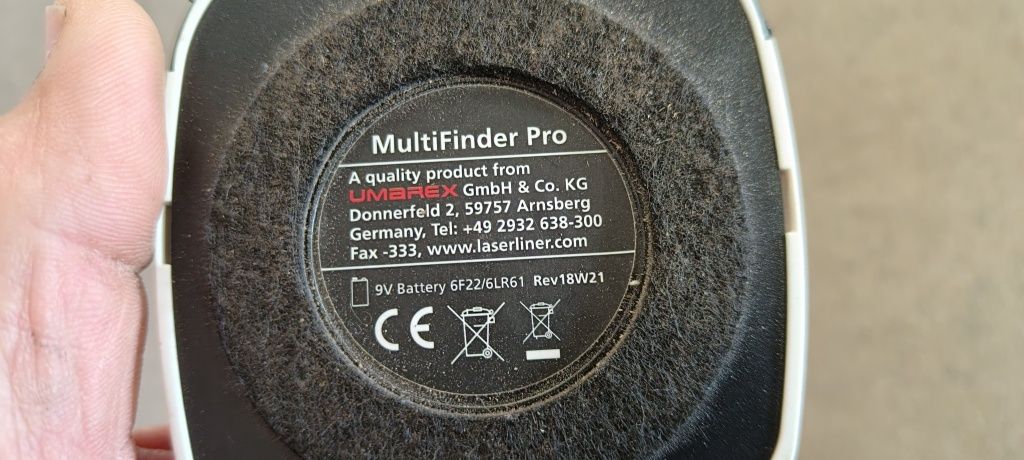 MultiFinder Pro
A quality product from
UMAREX GmbH & Co. KG
Donnerfeld 2, 59757 Arnsberg
Germany, Tel: +49 2932 638-300
Fax -333, www.laserliner.com
9V Battery 6F22/6LR61 Rev18W21
CE